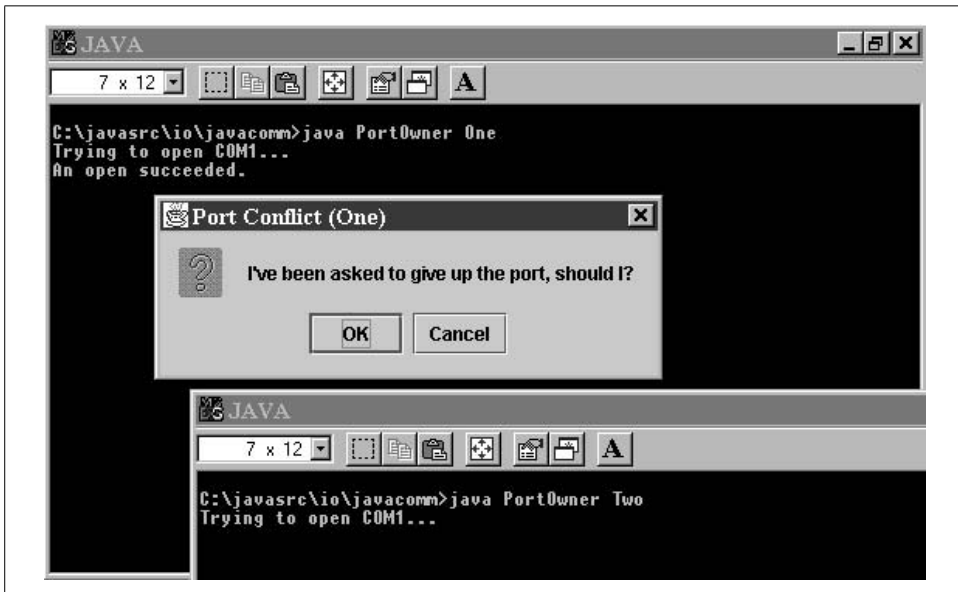 JAVA
7 x 12
A
C:\javasrc\io\javacomm>java PortOwner One
Trying to open COM1...
An open succeeded.
Port Conflict (One)
I've been asked to give up the port, should I?
OK Cancel
JAVA
7 x 12
A
C:\javasrc\io\javacomm>java PortOwner Two
Trying to open COM1...